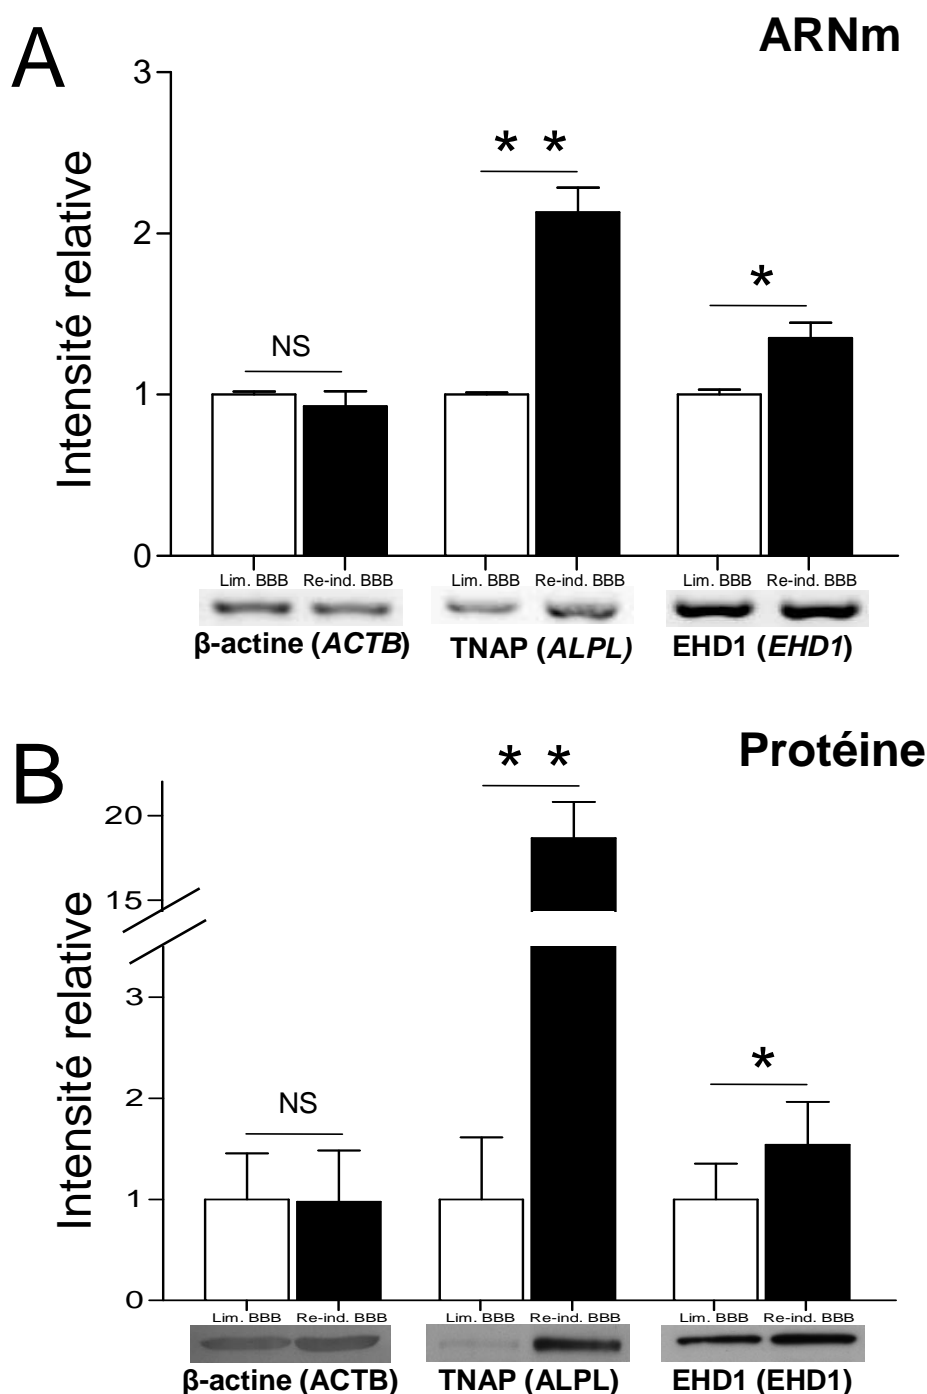 A
ARNm
Intensité relative
3
2
1
0
NS
* *
*
Lim. BBB Re-ind. BBB Lim. BBB Re-ind. BBB Lim. BBB Re-ind. BBB
β-actine (ACTB) TNAP (ALPL) EHD1 (EHD1)
B
Protéine
Intensité relative
20
15
3
2
1
0
NS
* *
*
Lim. BBB Re-ind. BBB Lim. BBB Re-ind. BBB Lim. BBB Re-ind. BBB
β-actine (ACTB) TNAP (ALPL) EHD1 (EHD1)